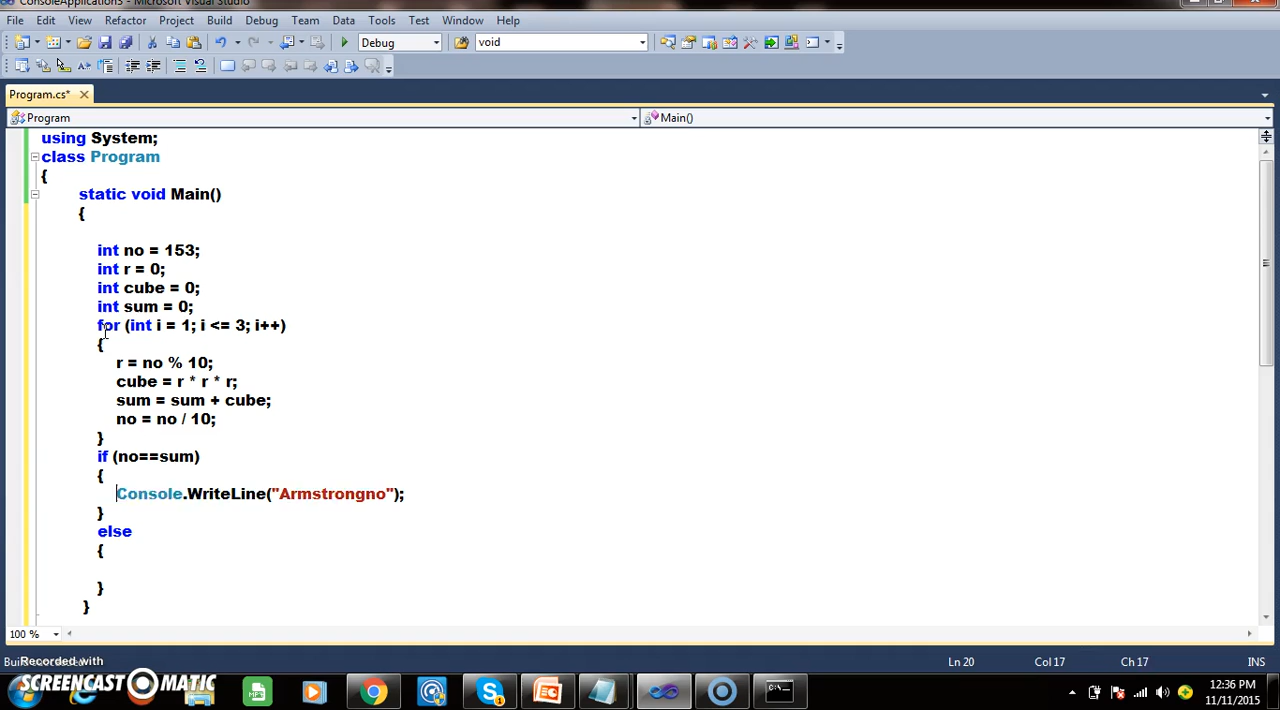 ConsoleApplication5 - Microsoft Visual Studio
File Edit View Refactor Project Build Debug Team Data Tools Test Window Help
Debug void
Program.cs*
Program Main()
using System;
class Program
{
static void Main()
{
int no = 153;
int r = 0;
int cube = 0;
int sum = 0;
for (int i = 1; i <= 3; i++)
{
r = no % 10;
cube = r * r * r;
sum = sum + cube;
no = no / 10;
}
if (no==sum)
{
Console.WriteLine("Armstrongno");
}
else
{
}
}
100 %
Ln 20 Col 17 Ch 17 INS
Recorded with
SCREENCAST MATIC
MP3
S 1
C:\_
12:36 PM
11/11/2015